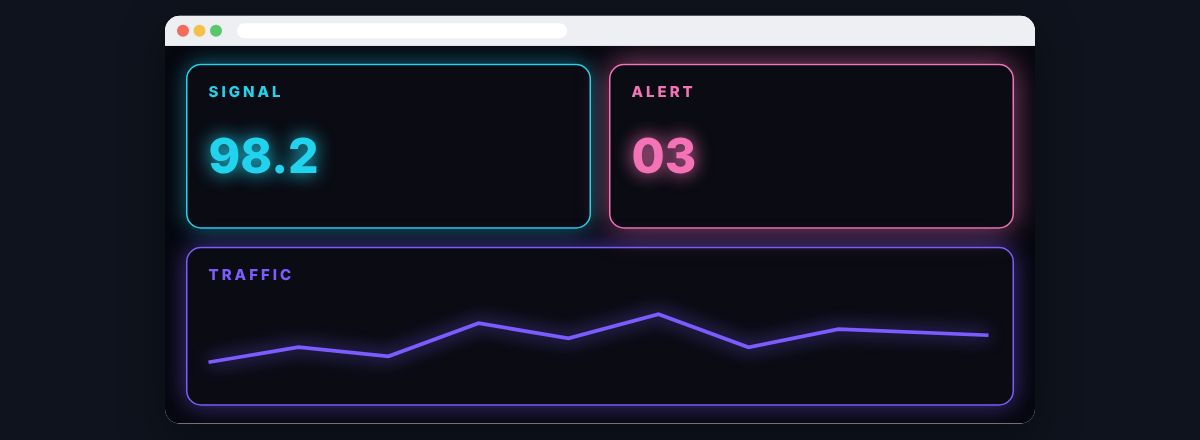 SIGNAL
98.2
ALERT
03
TRAFFIC